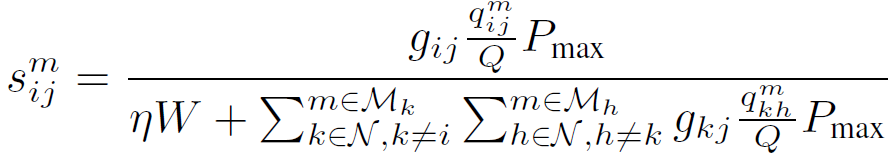 s_{ij}^{m} = \frac{g_{ij} \frac{q_{ij}^{m}}{Q} P_{\max}}{\eta W + \sum_{k \in \mathcal{N}, k \neq i}^{m \in \mathcal{M}_k} \sum_{h \in \mathcal{N}, h \neq k}^{m \in \mathcal{M}_h} g_{kj} \frac{q_{kh}^{m}}{Q} P_{\max}}